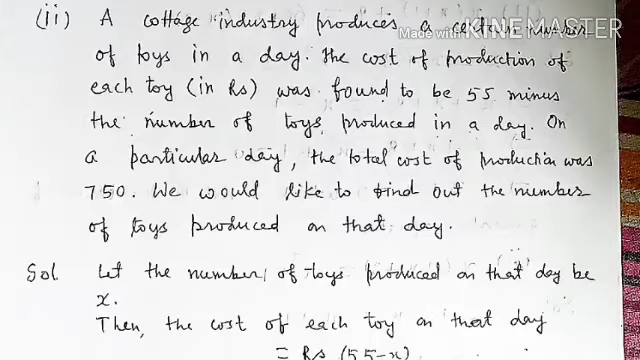 (ii) A cottage industry produces a certain number
Made with KINEMASTER
of toys in a day. The cost of production of
each toy (in Rs) was found to be 55 minus
the number of toys produced in a day. On
a particular day, the total cost of production was
750. We would like to find out the number
of toys produced on that day.
Sol. Let the number of toys produced on that day be
x.
Then, the cost of each toy on that day
= Rs (55-x)